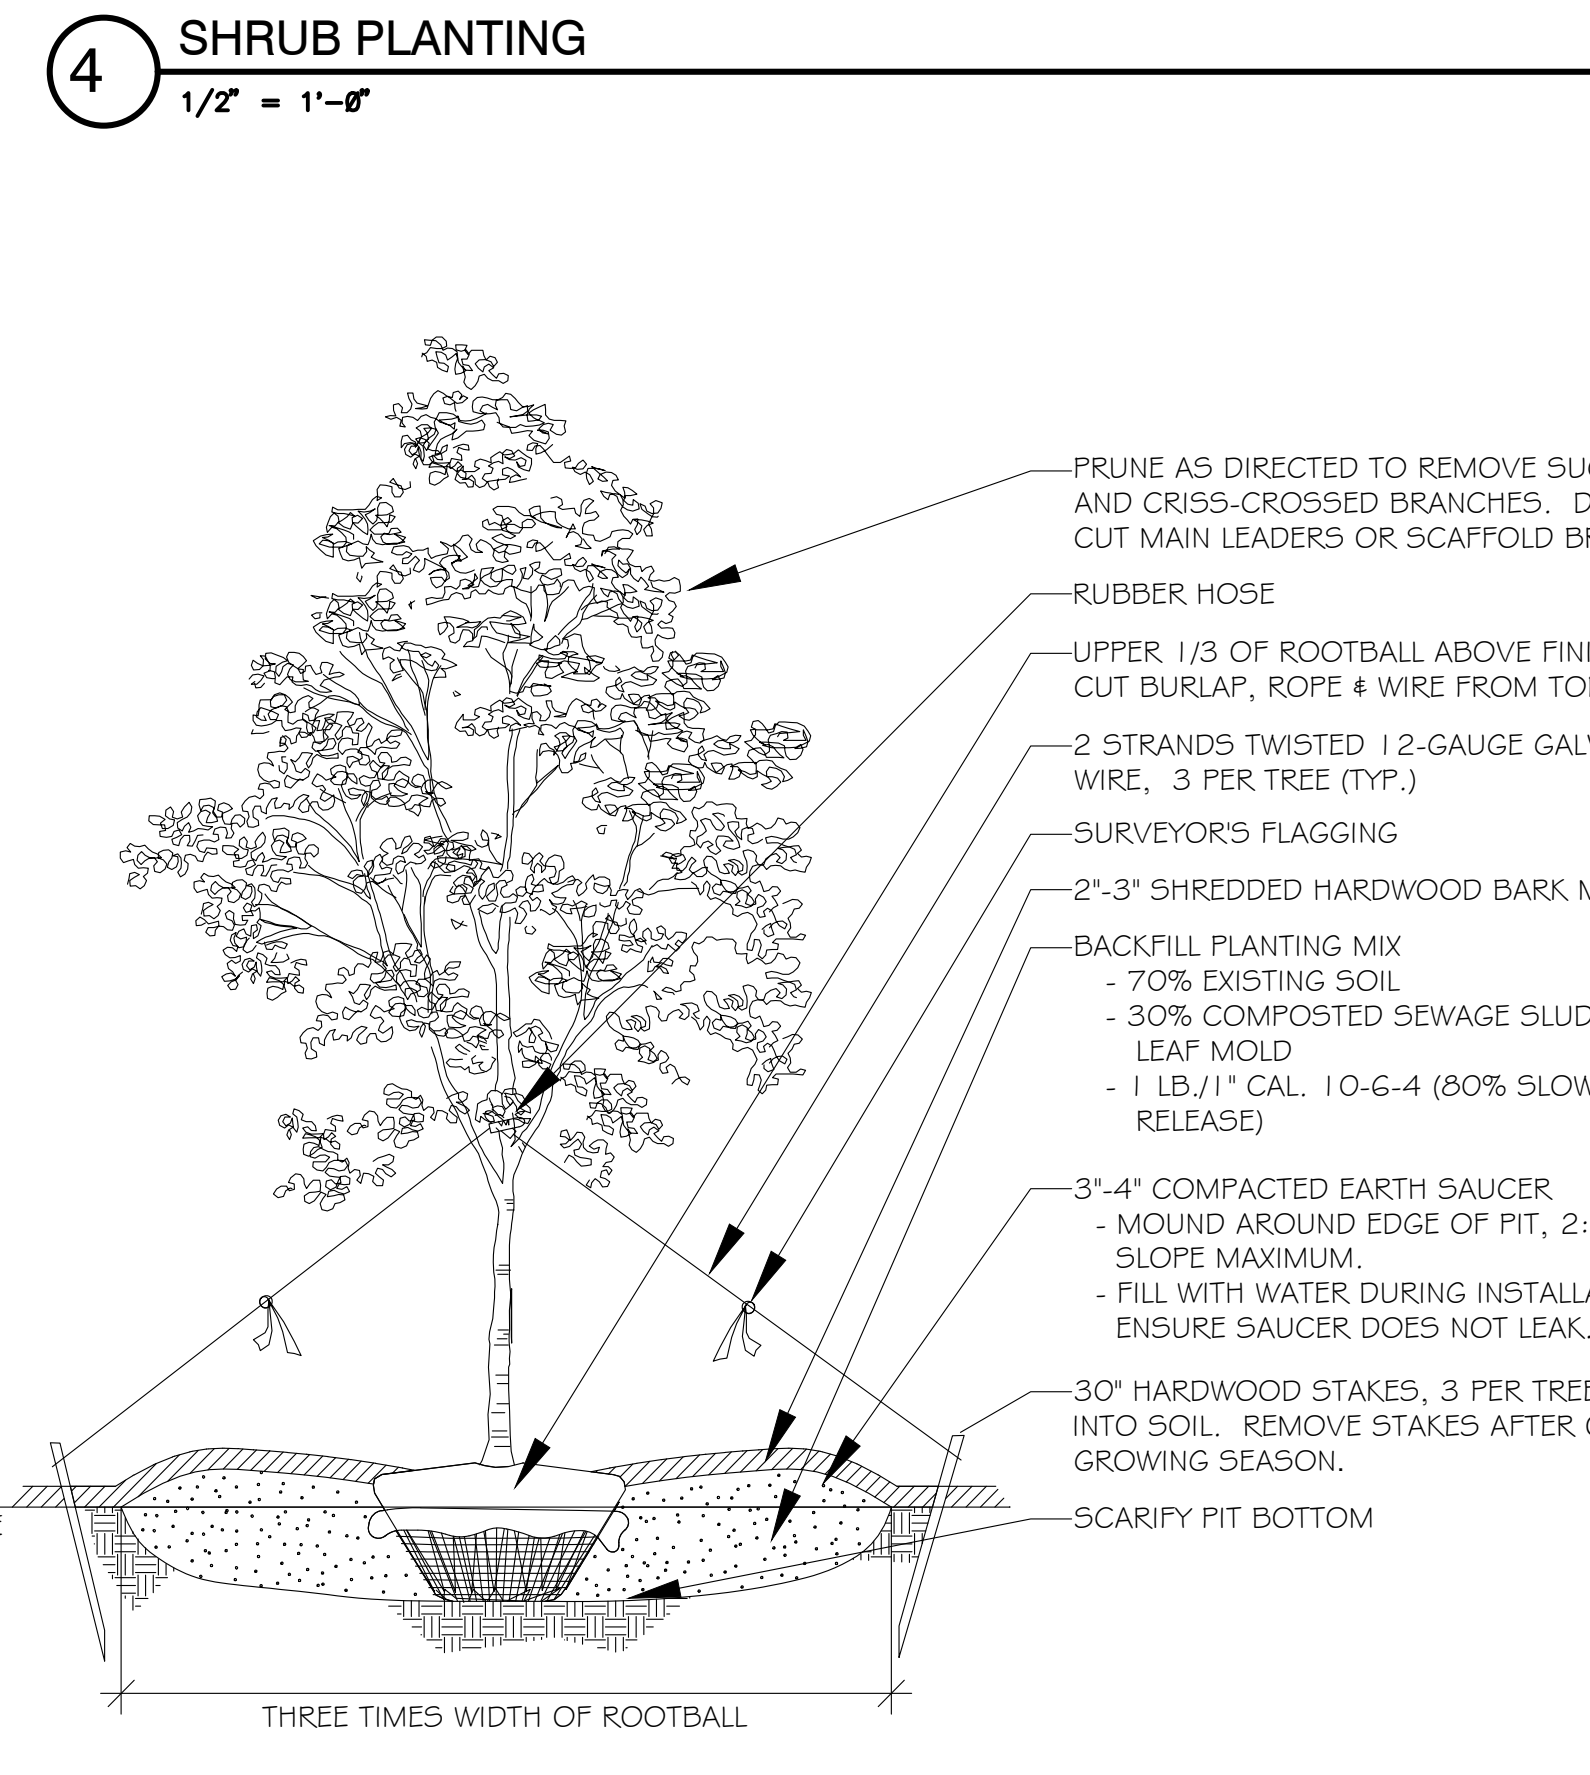 4
SHRUB PLANTING
1/2" = 1'-0"
PRUNE AS DIRECTED TO REMOVE
AND CRISS-CROSSED BRANCHES.
CUT MAIN LEADERS OR SCAFFOLD
RUBBER HOSE
UPPER 1/3 OF ROOTBALL ABOVE
CUT BURLAP, ROPE & WIRE FROM
2 STRANDS TWISTED 12-GAUGE
WIRE, 3 PER TREE (TYP.)
SURVEYOR'S FLAGGING
2"-3" SHREDDED HARDWOOD BARK
BACKFILL PLANTING MIX
- 70% EXISTING SOIL
- 30% COMPOSTED SEWAGE
LEAF MOLD
- 1 LB./1" CAL. 10-6-4 (80% SLOW
RELEASE)
3"-4" COMPACTED EARTH SAUCER
- MOUND AROUND EDGE OF PIT, 2:
SLOPE MAXIMUM.
- FILL WITH WATER DURING
ENSURE SAUCER DOES NOT LEAK.
30" HARDWOOD STAKES, 3 PER TREE
INTO SOIL. REMOVE STAKES AFTER
GROWING SEASON.
SCARIFY PIT BOTTOM
THREE TIMES WIDTH OF ROOTBALL